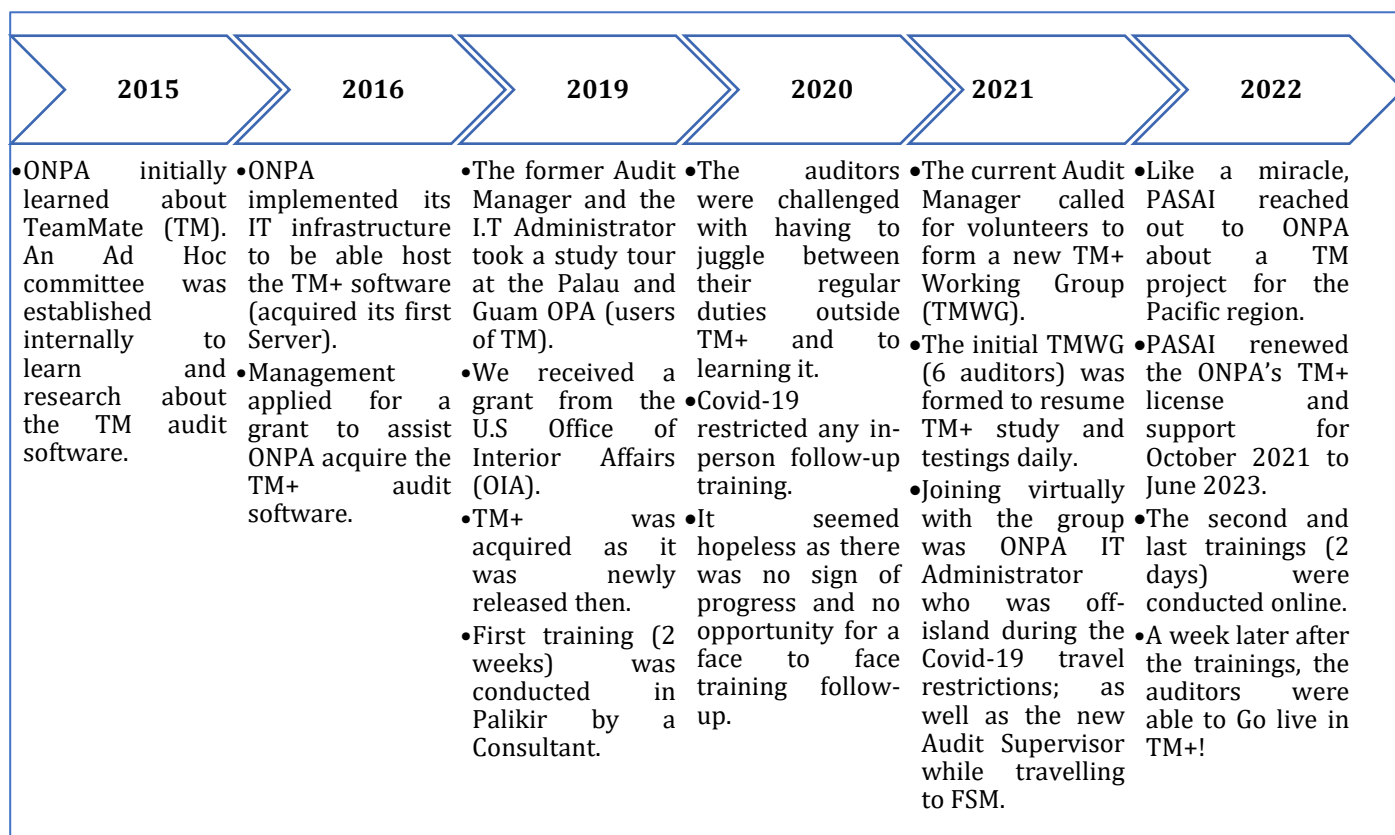 2015
2016
2019
2020
2021
2022
•ONPA initially
learned about
TeamMate (TM).
An Ad Hoc
committee was
established
internally to
learn and
research about
the TM audit
software.
•ONPA
implemented its
IT infrastructure
to be able host
the TM+ software
(acquired its first
Server).
•Management
applied for a
grant to assist
ONPA acquire the
TM+ audit
software.
•The former Audit
Manager and the
I.T Administrator
took a study tour
at the Palau and
Guam OPA (users
of TM).
•We received a
grant from the
U.S Office of
Interior Affairs
(OIA).
•TM+ was
acquired as it
was newly
released then.
•First training (2
weeks) was
conducted in
Palikir by a
Consultant.
•The auditors
were challenged
with having to
juggle between
their regular
duties outside
TM+ and to
learning it.
•Covid-19
restricted any in-
person follow-up
training.
•It seemed
hopeless as there
was no sign of
progress and no
opportunity for a
face to face
training follow-
up.
•The current Audit
Manager called
for volunteers to
form a new TM+
Working Group
(TMWG).
•The initial TMWG
(6 auditors) was
formed to resume
TM+ study and
testings daily.
•Joining virtually
with the group
was ONPA IT
Administrator
who was off-
island during the
Covid-19 travel
restrictions; as
well as the new
Audit Supervisor
while travelling
to FSM.
•Like a miracle,
PASAI reached
out to ONPA
about a TM
project for the
Pacific region.
•PASAI renewed
the ONPA's TM+
license and
support for
October 2021 to
June 2023.
•The second and
last trainings (2
days) were
conducted online.
•A week later after
the trainings, the
auditors were
able to Go live in
TM+!